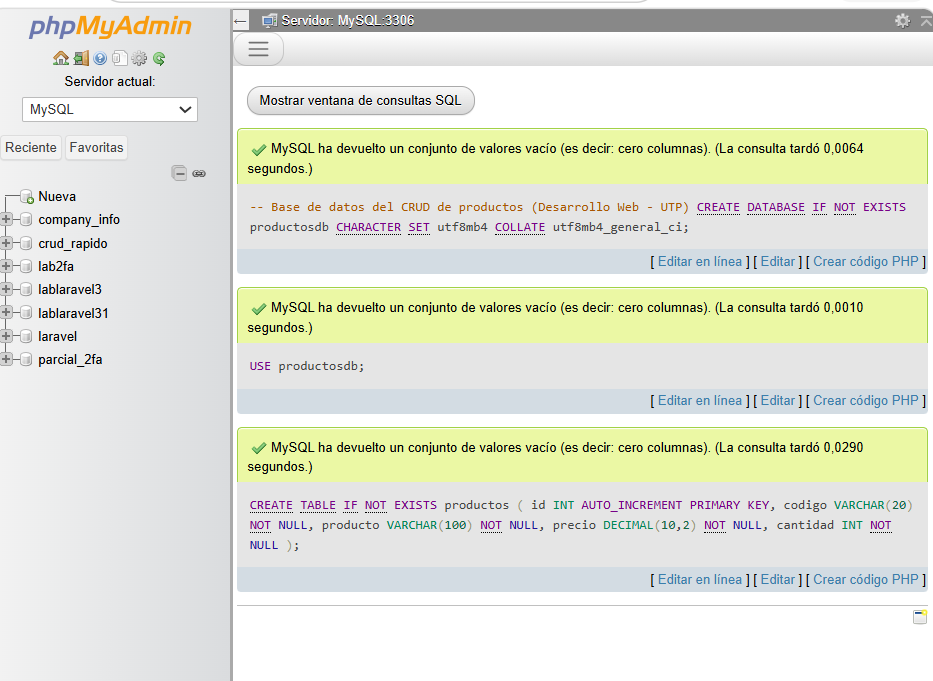 phpMyAdmin
Servidor actual:
MySQL
Reciente
Favoritas
Nueva
company_info
crud_rapido
lab2fa
lablaravel3
lablaravel31
laravel
parcial_2fa
Servidor: MySQL:3306
Mostrar ventana de consultas SQL
MySQL ha devuelto un conjunto de valores vacío (es decir: cero columnas). (La consulta tardó 0,0064
segundos.)
-- Base de datos del CRUD de productos (Desarrollo Web - UTP) CREATE DATABASE IF NOT EXISTS
productosdb CHARACTER SET utf8mb4 COLLATE utf8mb4_general_ci;
[ Editar en línea ] [ Editar ] [ Crear código PHP ]
MySQL ha devuelto un conjunto de valores vacío (es decir: cero columnas). (La consulta tardó 0,0010
segundos.)
USE productosdb;
[ Editar en línea ] [ Editar ] [ Crear código PHP ]
MySQL ha devuelto un conjunto de valores vacío (es decir: cero columnas). (La consulta tardó 0,0290
segundos.)
CREATE TABLE IF NOT EXISTS productos ( id INT AUTO_INCREMENT PRIMARY KEY, codigo VARCHAR(20)
NOT NULL, producto VARCHAR(100) NOT NULL, precio DECIMAL(10,2) NOT NULL, cantidad INT NOT
NULL );
[ Editar en línea ] [ Editar ] [ Crear código PHP ]